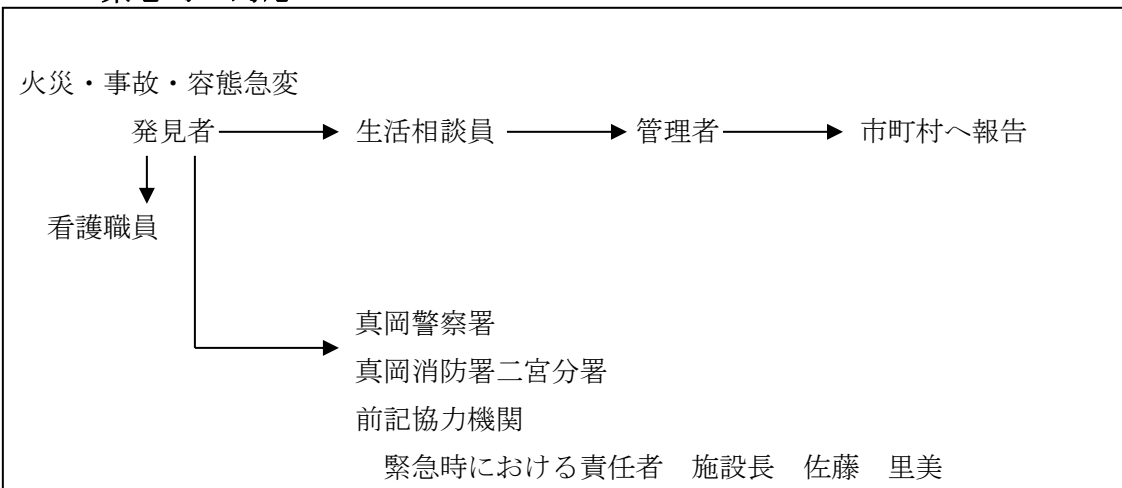 火災・事故・容態急変
発見者 生活相談員 管理者 市町村へ報告
看護職員
真岡警察署
真岡消防署二宮分署
前記協力機関
緊急時における責任者 施設長 佐藤 里美